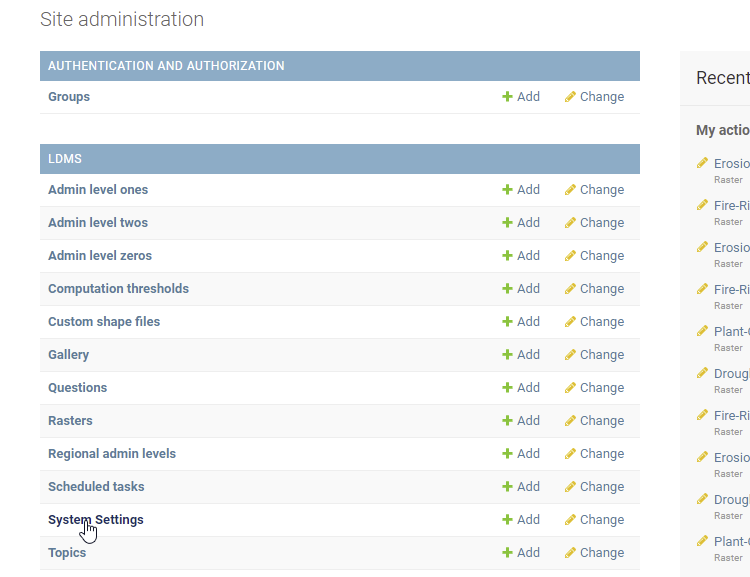 Site administration
AUTHENTICATION AND AUTHORIZATION
Groups Add Change
LDMS
Admin level ones Add Change
Admin level twos Add Change
Admin level zeros Add Change
Computation thresholds Add Change
Custom shape files Add Change
Gallery Add Change
Questions Add Change
Rasters Add Change
Regional admin levels Add Change
Scheduled tasks Add Change
System Settings Add Change
Topics Add Change
Recent
My actio
Erosio
Raster
Fire-Ri
Raster
Erosio
Raster
Fire-Ri
Raster
Plant-
Raster
Droug
Raster
Fire-Ri
Raster
Erosio
Raster
Droug
Raster
Plant-
Raster